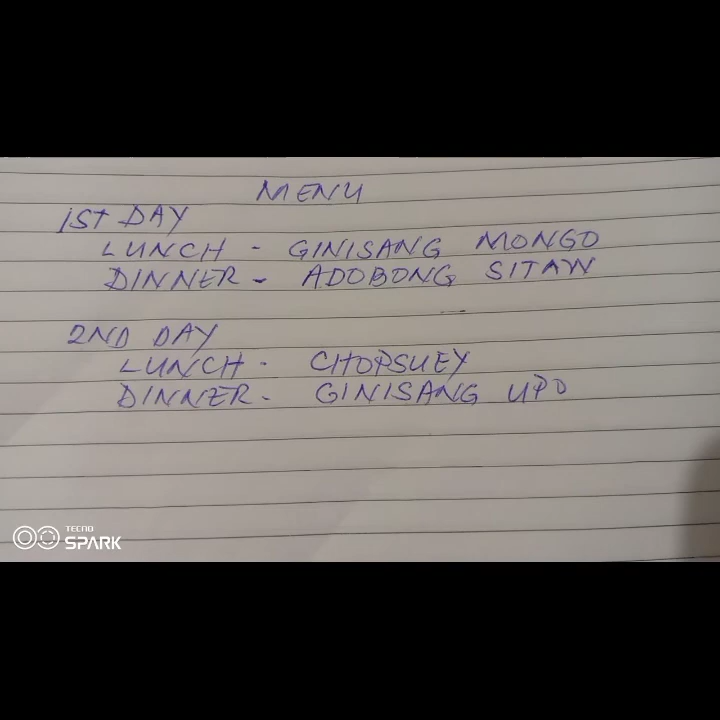 MENU
1ST DAY
LUNCH - GINISANG MONGO
DINNER - ADOBONG SITAW
2ND DAY
LUNCH - CHOPSUEY
DINNER - GINISANG UPO
TECNO
SPARK